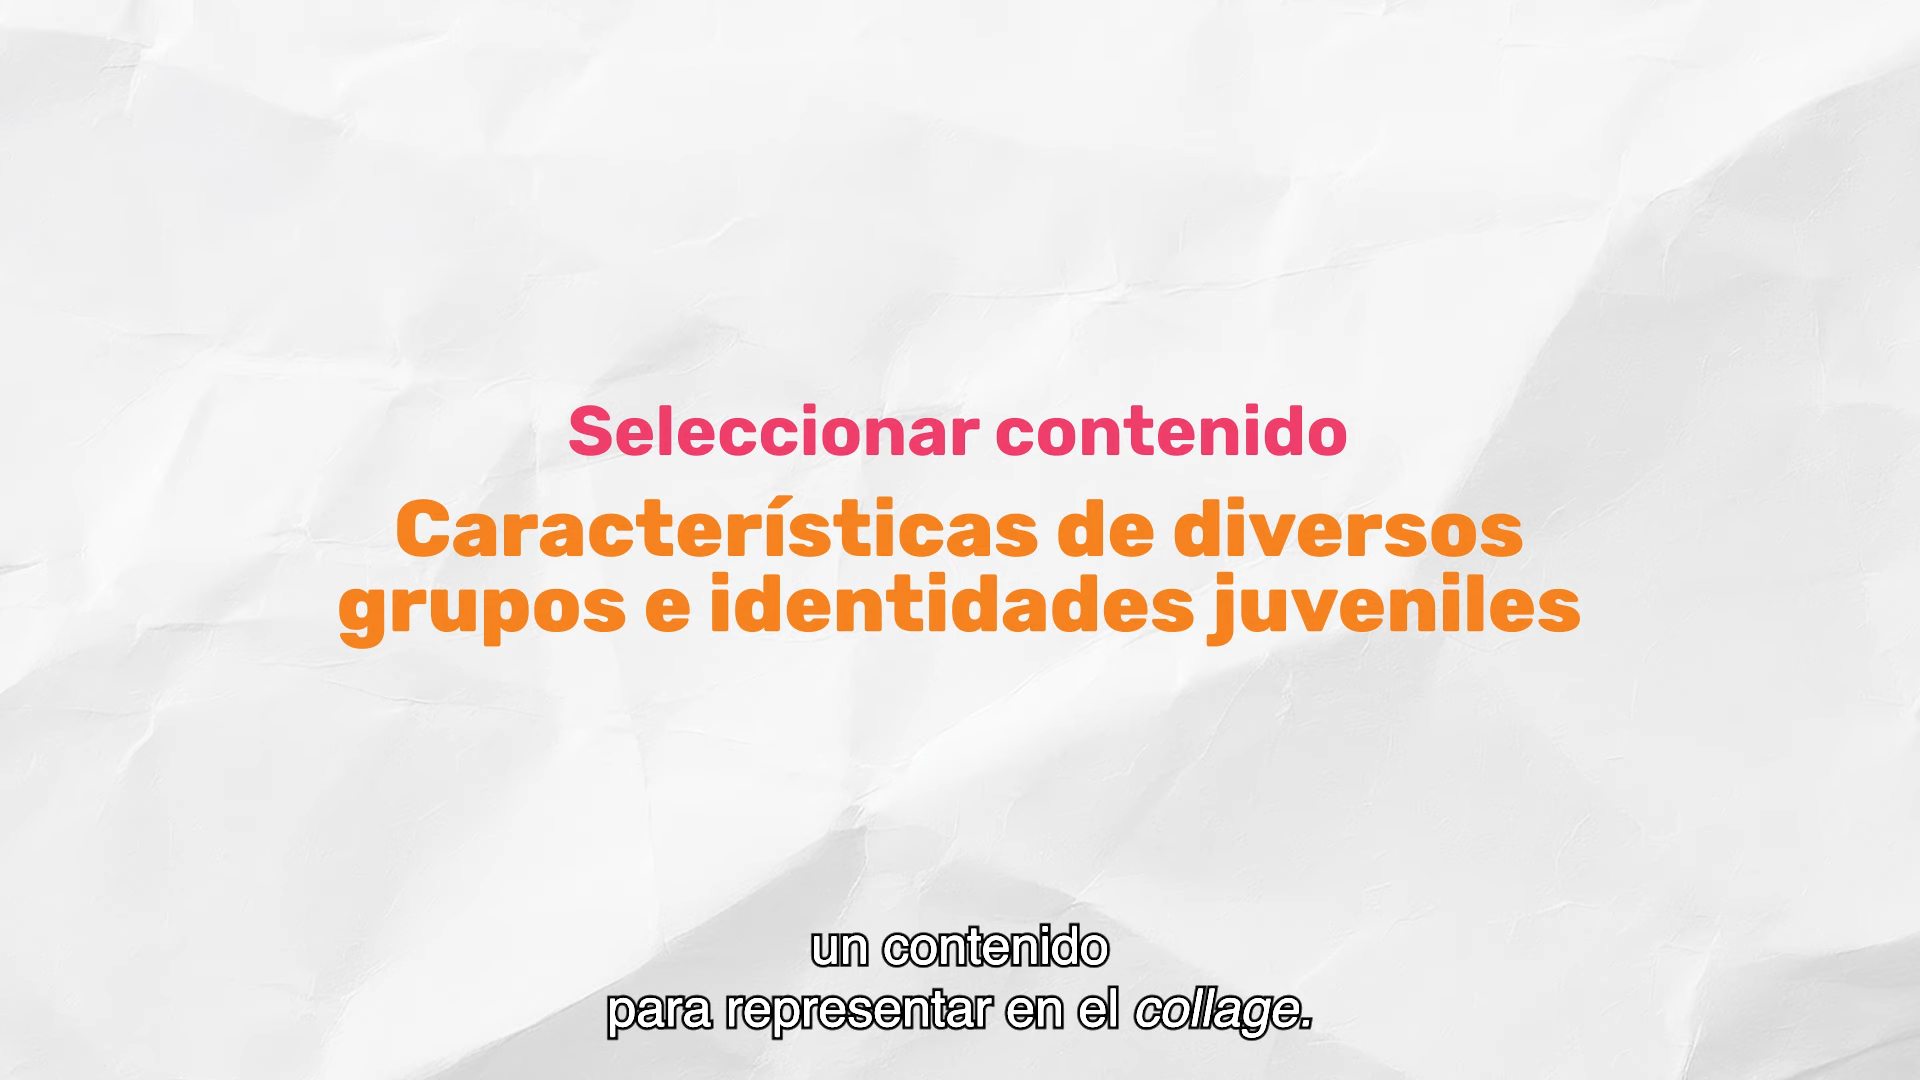 Seleccionar contenido
Características de diversos
grupos e identidades juveniles
un contenido
para representar en el collage.